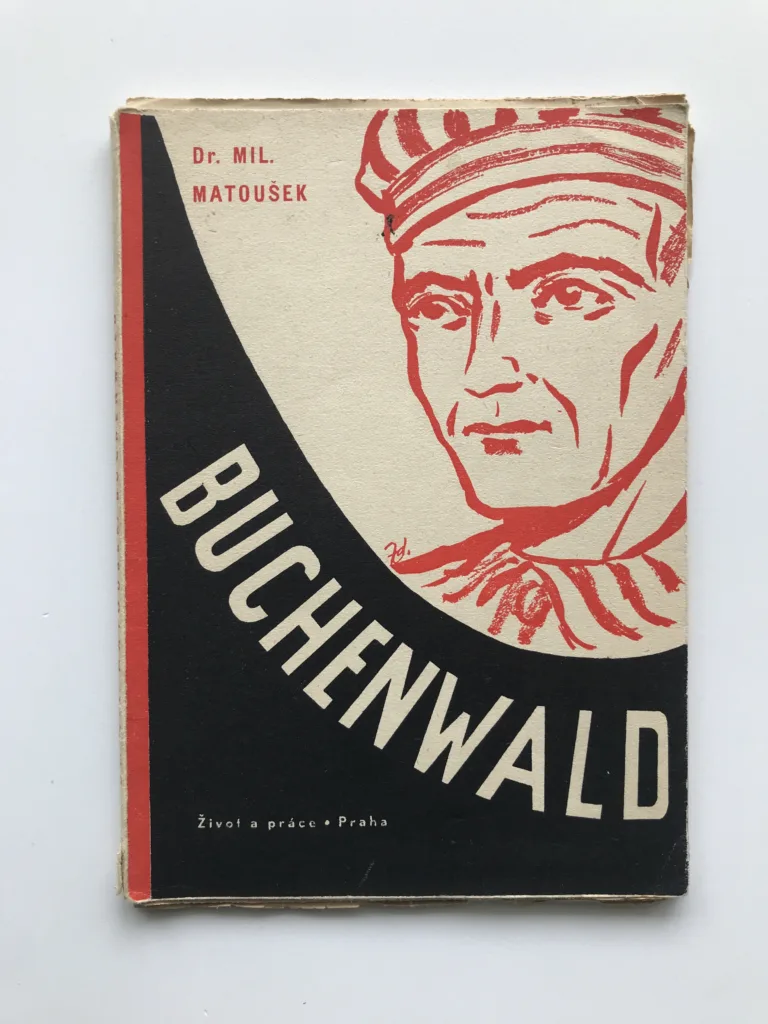 Dr. MIL.
MATOUŠEK
BUCHENWALD
Život a práce • Praha